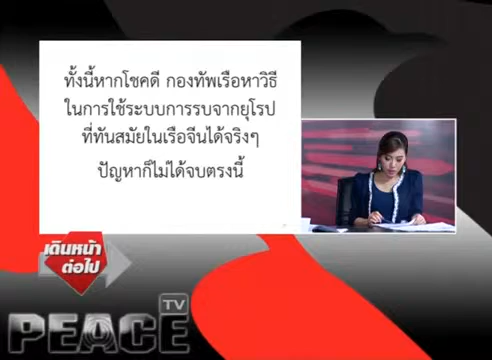 ทั้งนี้หากโชคดี กองทัพเรือหาวิธี
ในการใช้ระบบการรบจากยุโรป
ที่ทันสมัยในเรือจีนได้จริงๆ
ปัญหาก็ไม่ได้จบตรงนี้
เดินหน้า
ต่อไป
PEACE TV